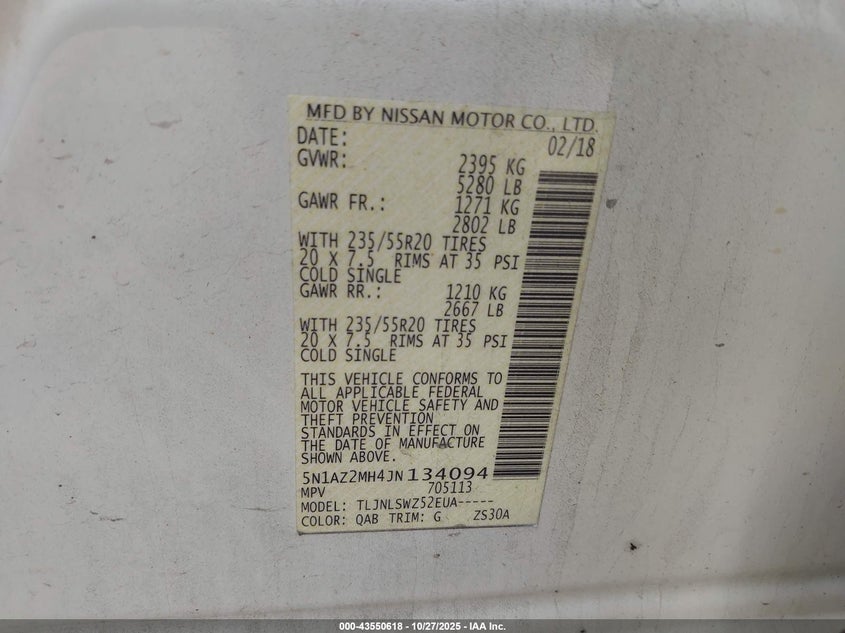 MFD BY NISSAN MOTOR CO., LTD.
DATE: 02/18
GVWR: 2395 KG
5280 LB
GAWR FR.: 1271 KG
2802 LB
WITH 235/55R20 TIRES
20 X 7.5 RIMS AT 35 PSI
COLD SINGLE
GAWR RR.: 1210 KG
2667 LB
WITH 235/55R20 TIRES
20 X 7.5 RIMS AT 35 PSI
COLD SINGLE
THIS VEHICLE CONFORMS TO
ALL APPLICABLE FEDERAL
MOTOR VEHICLE SAFETY AND
THEFT PREVENTION
STANDARDS IN EFFECT ON
THE DATE OF MANUFACTURE
SHOWN ABOVE.
5N1AZ2MH4JN134094
MPV 705113
MODEL: TLJNLSWZ52EUA-----
COLOR: QAB TRIM: G ZS30A
000-43550618 - 10/27/2025 - IAA Inc.